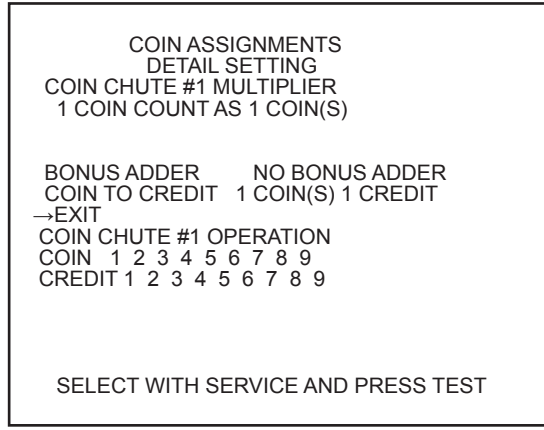 COIN ASSIGNMENTS
DETAIL SETTING
COIN CHUTE #1 MULTIPLIER
1 COIN COUNT AS 1 COIN(S)
BONUS ADDER NO BONUS ADDER
COIN TO CREDIT 1 COIN(S) 1 CREDIT
→EXIT
COIN CHUTE #1 OPERATION
COIN 1 2 3 4 5 6 7 8 9
CREDIT 1 2 3 4 5 6 7 8 9
SELECT WITH SERVICE AND PRESS TEST